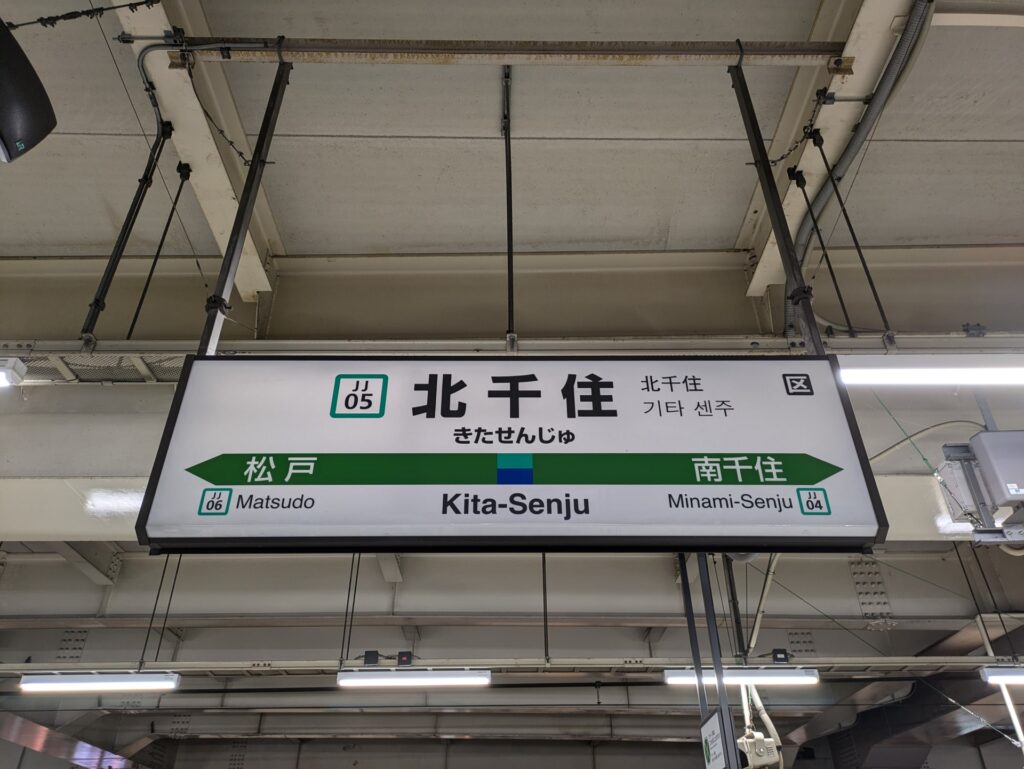 JJ
05
北千住
北千住
기타 센주
区
きたせんじゅ
松戸
南千住
JJ
06
Matsudo
Kita-Senju
Minami-Senju
JJ
04